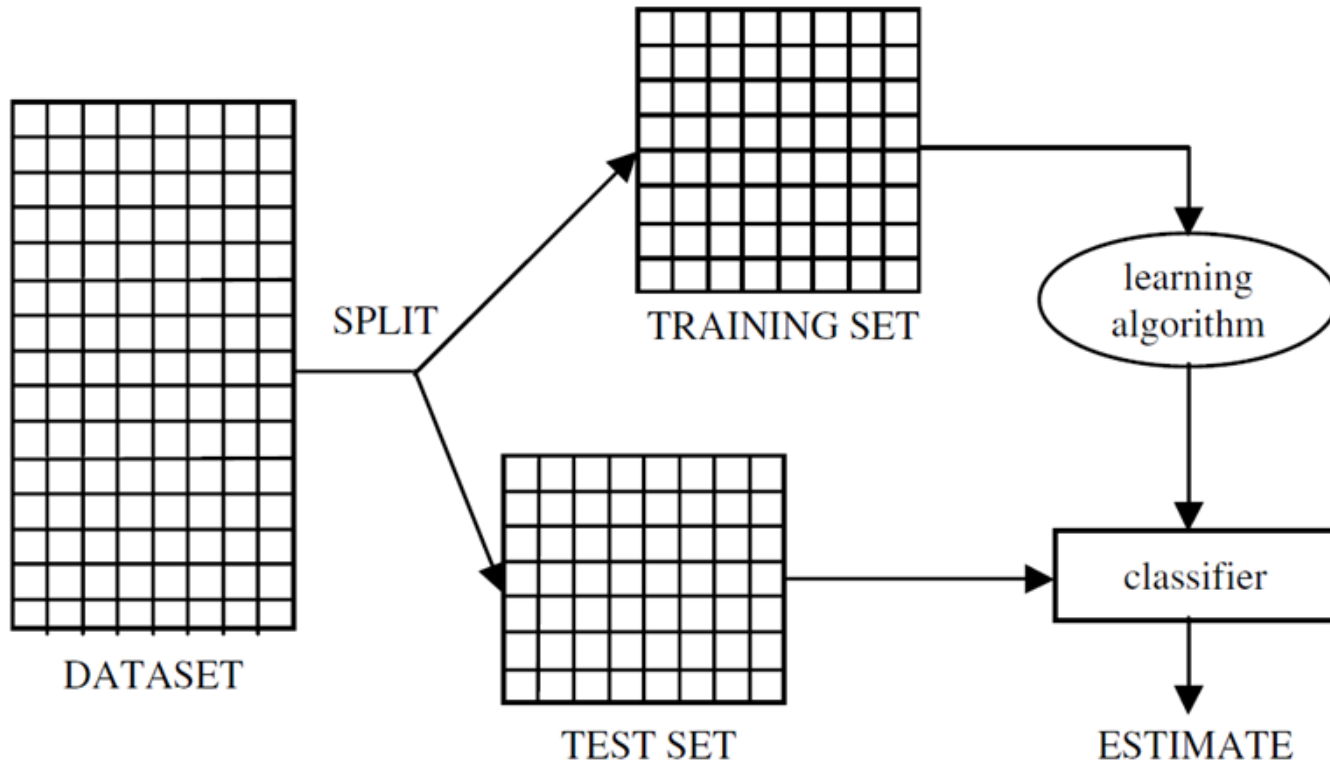 SPLIT
TRAINING SET
learning
algorithm
classifier
DATASET
TEST SET
ESTIMATE